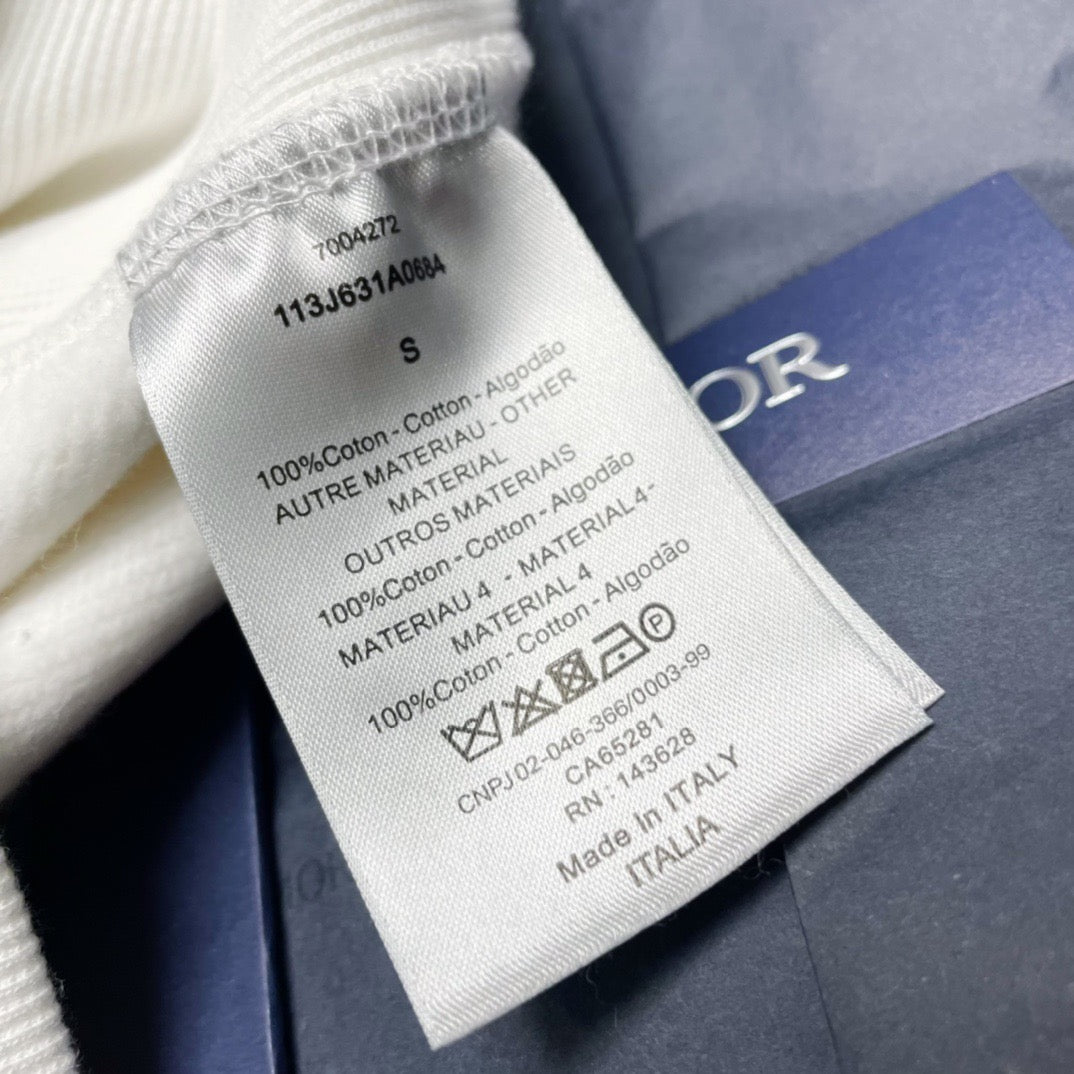 7004272
113J631A0684
S
100%Coton - Cotton - Algodão
AUTRE MATERIAU - OTHER
MATERIAL
OUTROS MATERIAIS
100%Coton - Cotton - Algodão
MATERIAU 4 - MATERIAL 4-
MATERIAL 4
100%Coton - Cotton - Algodão
P
CNPJ 02-046-366/0003-99
CA65281
RN : 143628
Made In ITALY
ITALIA
OR